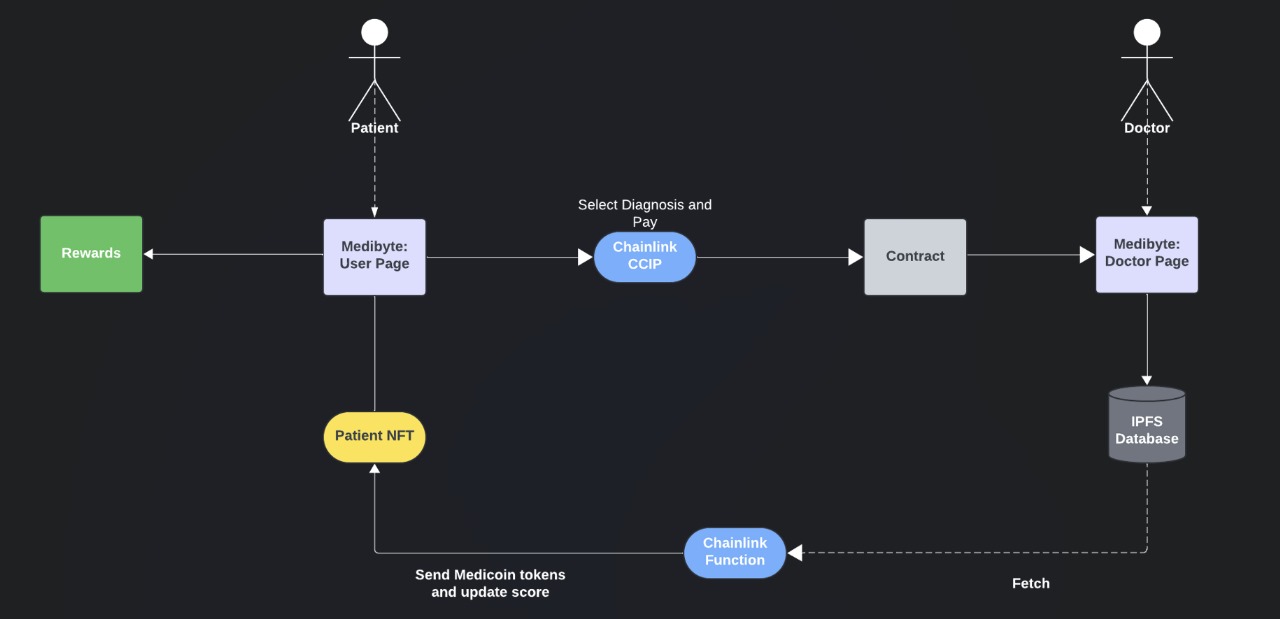 Patient
Doctor
Select Diagnosis and
Pay
Rewards
Medibyte:
User Page
Chainlink
CCIP
Contract
Medibyte:
Doctor Page
Patient NFT
IPFS
Database
Chainlink
Function
Send Medicoin tokens
and update score
Fetch